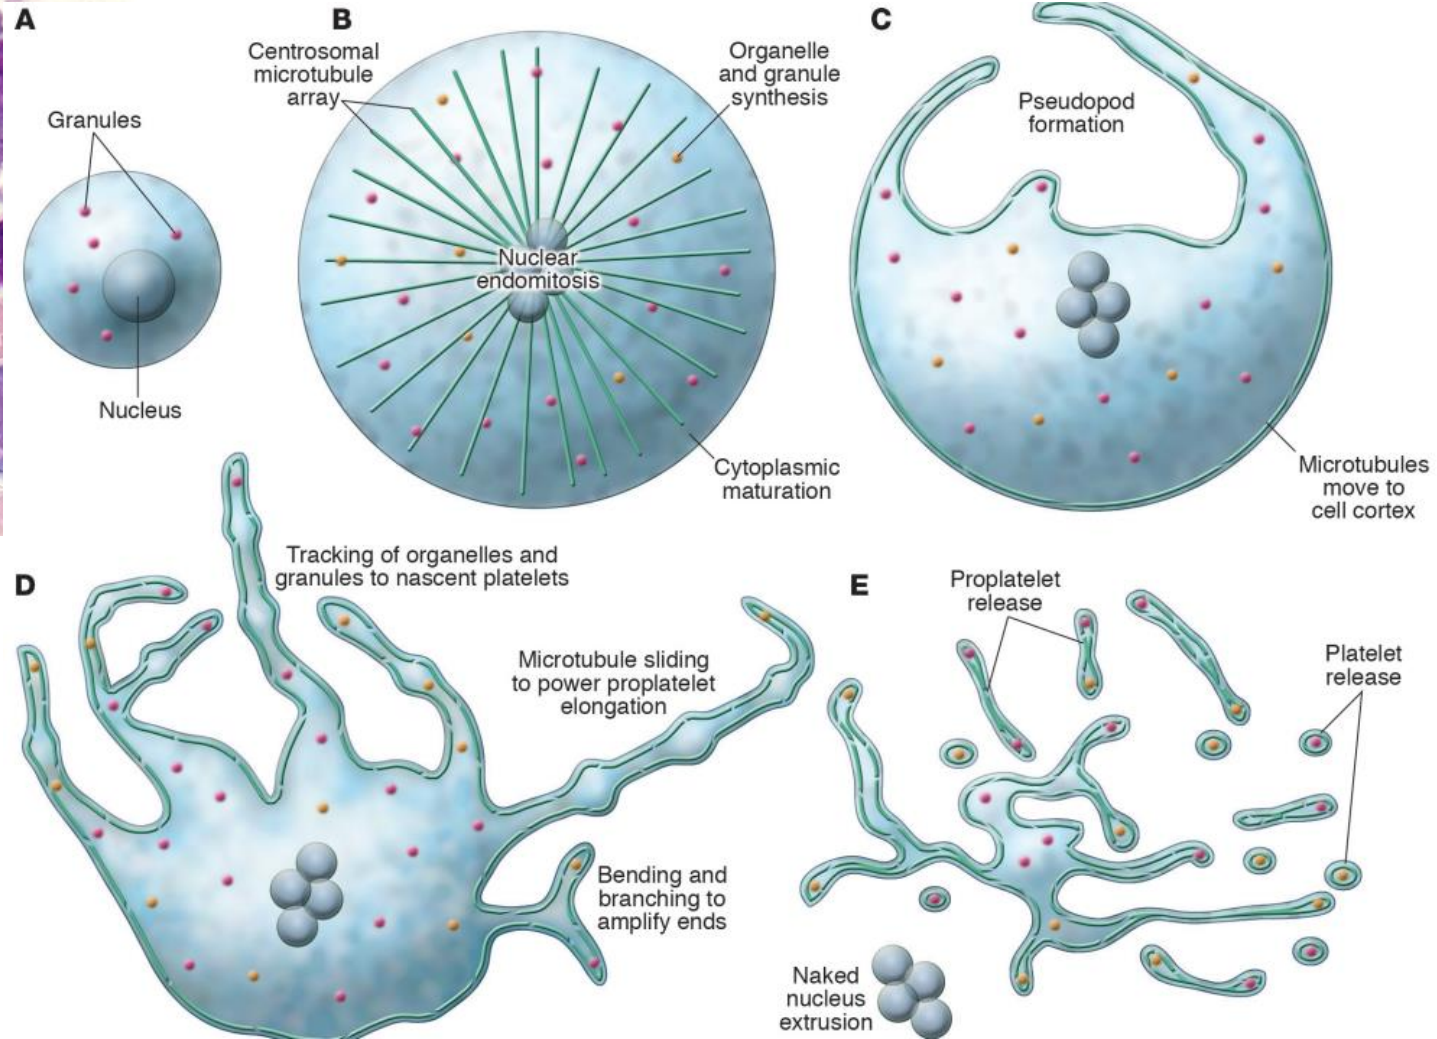 A
Granules
Nucleus
B
Centrosomal
microtubule
array
Organelle
and granule
synthesis
Nuclear
endomitosis
Cytoplasmic
maturation
C
Pseudopod
formation
Microtubules
move to
cell cortex
D
Tracking of organelles and
granules to nascent platelets
Microtubule sliding
to power proplatelet
elongation
Bending and
branching to
amplify ends
E
Proplatelet
release
Platelet
release
Naked
nucleus
extrusion